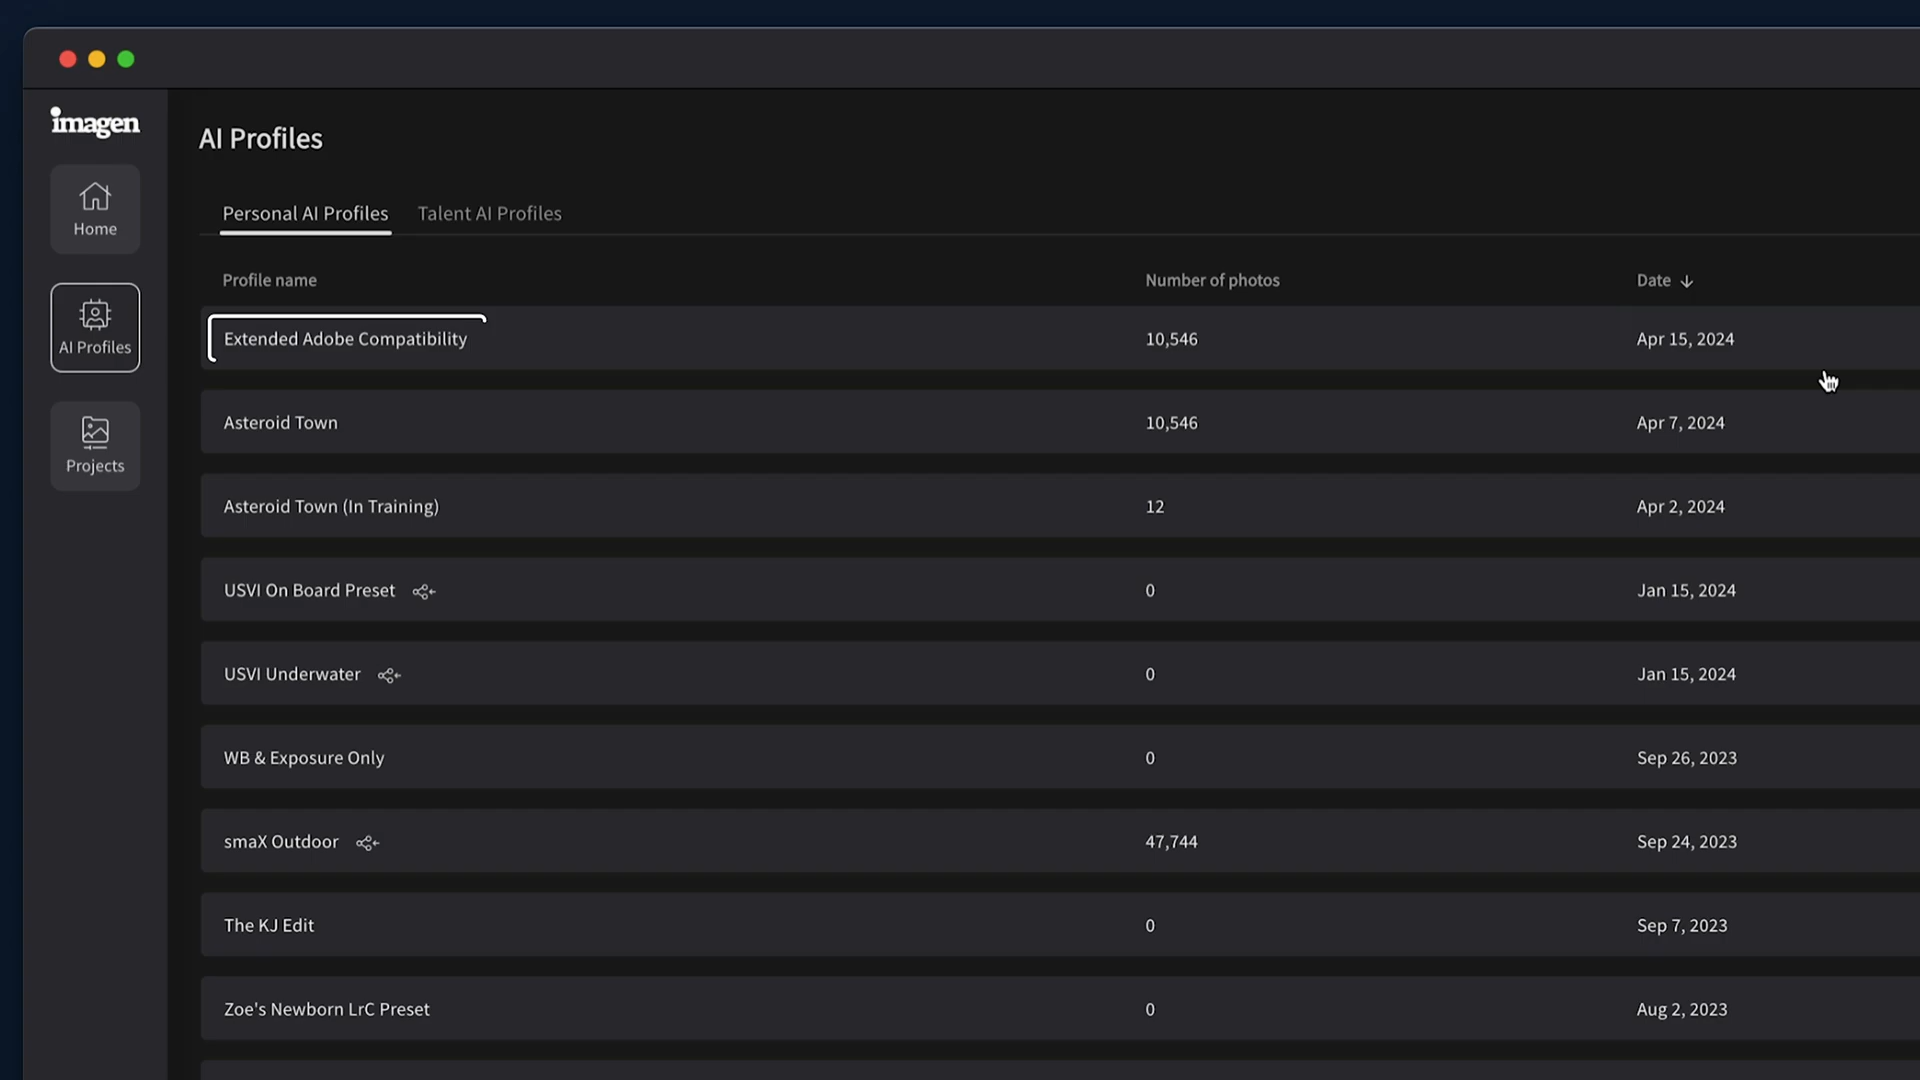 imagen
Home
AI Profiles
Projects
AI Profiles
Personal AI Profiles Talent AI Profiles
Profile name Number of photos Date
Extended Adobe Compatibility 10,546 Apr 15, 2024
Asteroid Town 10,546 Apr 7, 2024
Asteroid Town (In Training) 12 Apr 2, 2024
USVI On Board Preset 0 Jan 15, 2024
USVI Underwater 0 Jan 15, 2024
WB & Exposure Only 0 Sep 26, 2023
smaX Outdoor 47,744 Sep 24, 2023
The KJ Edit 0 Sep 7, 2023
Zoe's Newborn LrC Preset 0 Aug 2, 2023